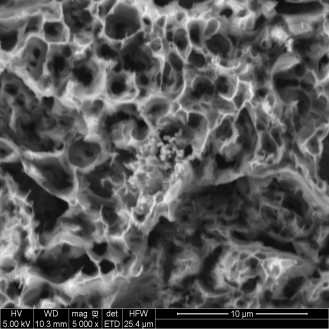 HV WD mag det HFW 10 µm
5.00 kV 10.3 mm 5 000 x ETD 25.4 µm